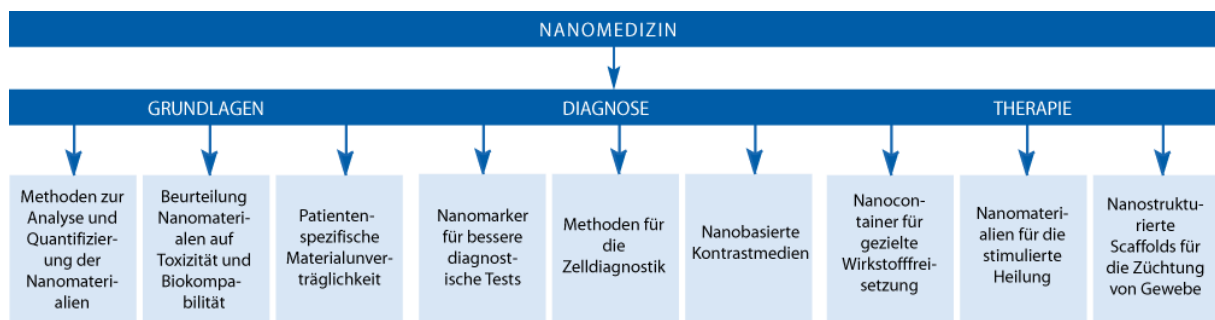 NANOMEDIZIN
GRUNDLAGEN
DIAGNOSE
THERAPIE
Methoden zur
Analyse und
Quantifizier-
ung der
Nanomateri-
alien
Beurteilung
Nanomateri-
alen auf
Toxizität und
Biokompa-
bilität
Patienten-
spezifische
Materialunver-
träglichkeit
Nanomarker
für bessere
diagnost-
ische Tests
Methoden für
die
Zelldiagnostik
Nanobasierte
Kontrastmedien
Nanocon-
tainer für
gezielte
Wirkstofffrei-
setzung
Nanomateri-
alien für die
stimulierte
Heilung
Nanostruktu-
rierte
Scaffolds für
die Züchtung
von Gewebe